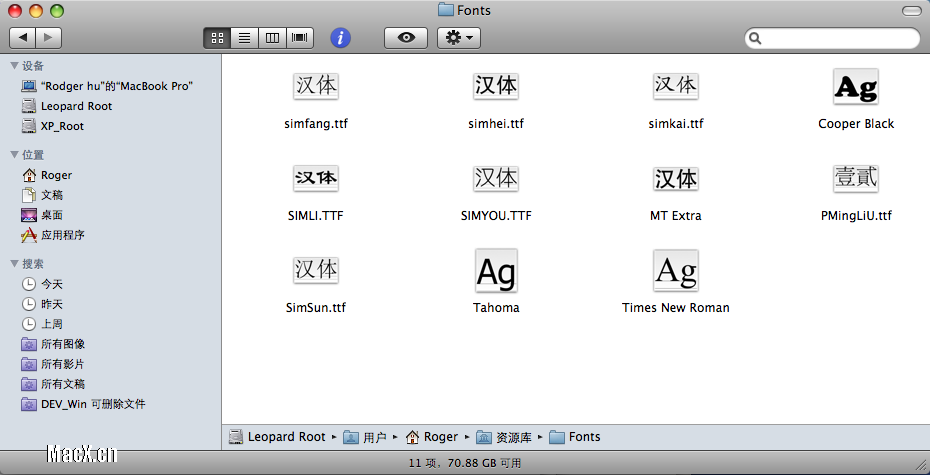 Fonts
设备
“Rodger hu”的“MacBook Pro”
Leopard Root
XP_Root
位置
Roger
文稿
桌面
应用程序
搜索
今天
昨天
上周
所有图像
所有影片
所有文稿
DEV_Win 可删除文件
汉体 汉体 汉体 Ag
simfang.ttf simhei.ttf simkai.ttf Cooper Black
汉体 汉体 汉体 壹貳
SIMLI.TTF SIMYOU.TTF MT Extra PMingLiU.ttf
汉体 Ag Ag
SimSun.ttf Tahoma Times New Roman
Leopard Root ▸ 用户 ▸ Roger ▸ 资源库 ▸ Fonts
MacX.cn
11 项，70.88 GB 可用